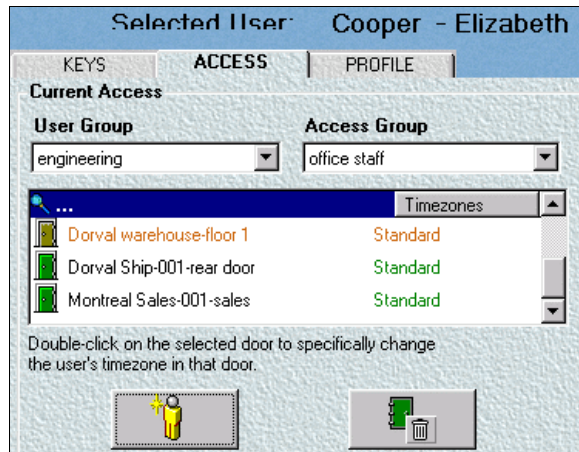 Selected User: Cooper - Elizabeth
KEYS ACCESS PROFILE
Current Access
User Group Access Group
engineering office staff
... Timezones
Dorval warehouse-floor 1 Standard
Dorval Ship-001-rear door Standard
Montreal Sales-001-sales Standard
Double-click on the selected door to specifically change
the user's timezone in that door.